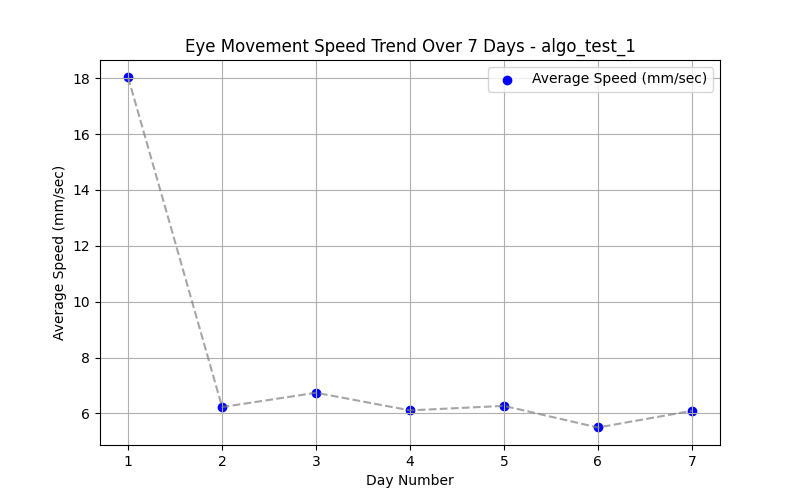 Eye Movement Speed Trend Over 7 Days - algo_test_1
Average Speed (mm/sec)
18
16
14
12
10
8
6
Average Speed (mm/sec)
1 2 3 4 5 6 7
Day Number